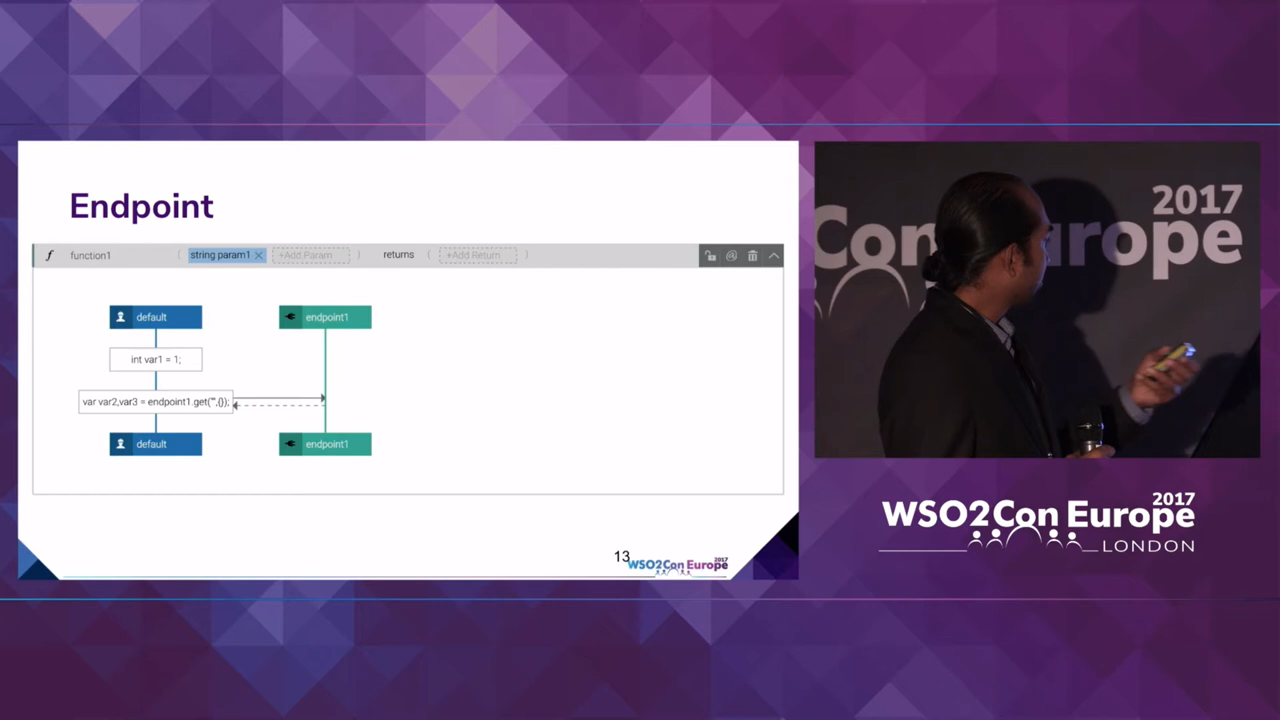 Endpoint
f function1 ( string param1 × +Add Param ) returns ( +Add Return )
default endpoint1
int var1 = 1;
var var2,var3 = endpoint1.get("",{});
default endpoint1
13
WSO2Con Europe 2017
2017
Con Europe
2017
WSO2Con Europe
LONDON